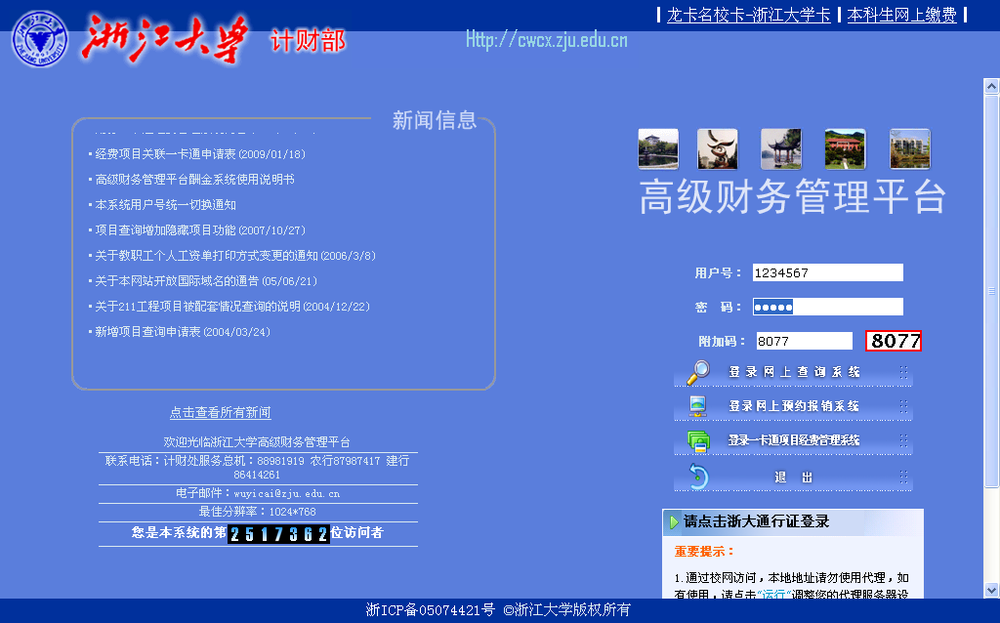 ┃龙卡名校卡-浙江大学卡┃本科生网上缴费┃
浙江大学 计财部
Http://cwcx.zju.edu.cn
新闻信息
经费项目关联一卡通申请表(2009/01/18)
高级财务管理平台酬金系统使用说明书
本系统用户号统一切换通知
项目查询增加隐藏项目功能(2007/10/27)
关于教职工个人工资单打印方式变更的通知(2006/3/8)
关于本网站开放国际域名的通告(05/06/21)
关于211工程项目被配套情况查询的说明(2004/12/22)
新增项目查询申请表(2004/03/24)
点击查看所有新闻
欢迎光临浙江大学高级财务管理平台
联系电话：计财处服务总机：88981919 农行87987417 建行
86414261
电子邮件：wuyicai@zju.edu.cn
最佳分辨率：1024*768
您是本系统的第2517362位访问者
高级财务管理平台
用户号： 1234567
密 码： ●●●●●
附加码： 8077 8077
登录网上查询系统
登录网上预约报销系统
登录一卡通项目经费管理系统
退 出
请点击浙大通行证登录
重要提示：
1.通过校网访问，本地地址请勿使用代理，如
有使用，请点击“运行”调整您的代理服务器设
浙ICP备05074421号 ©浙江大学版权所有